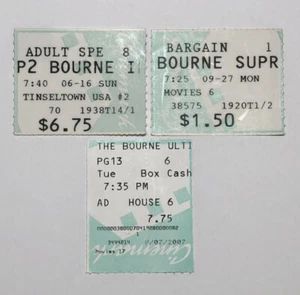 ADULT SPE 8
P2 BOURNE I
7:40 06-16 SUN
TINSELTOWN USA #2
70 1938T14/1
$6.75
BARGAIN 1
BOURNE SUPR
7:25 09-27 MON
MOVIES 6
38575 1920T1/2
$1.50
THE BOURNE ULTI
PG13 6
Tue Box Cash
7:35 PM
AD HOUSE 6
7.75
Cinemark